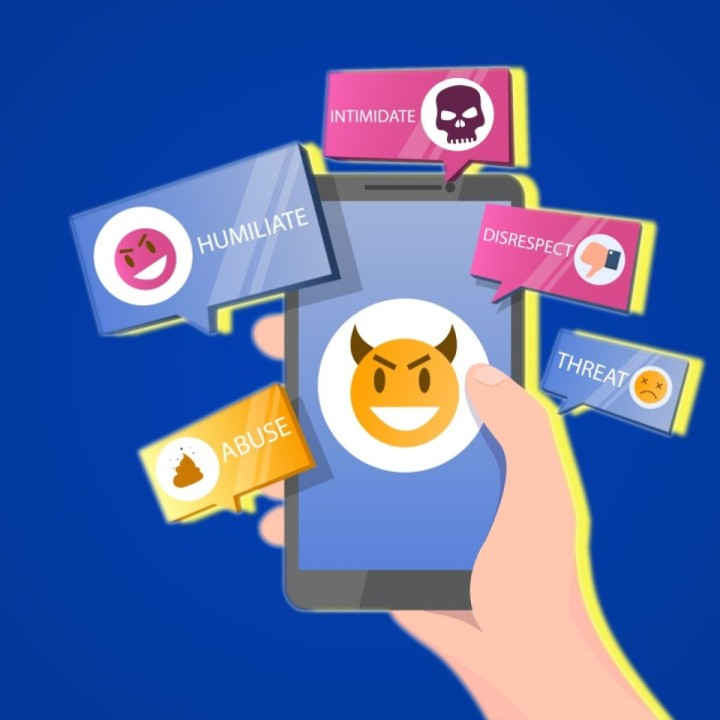 INTIMIDATE
HUMILIATE
DISRESPECT
THREAT
ABUSE